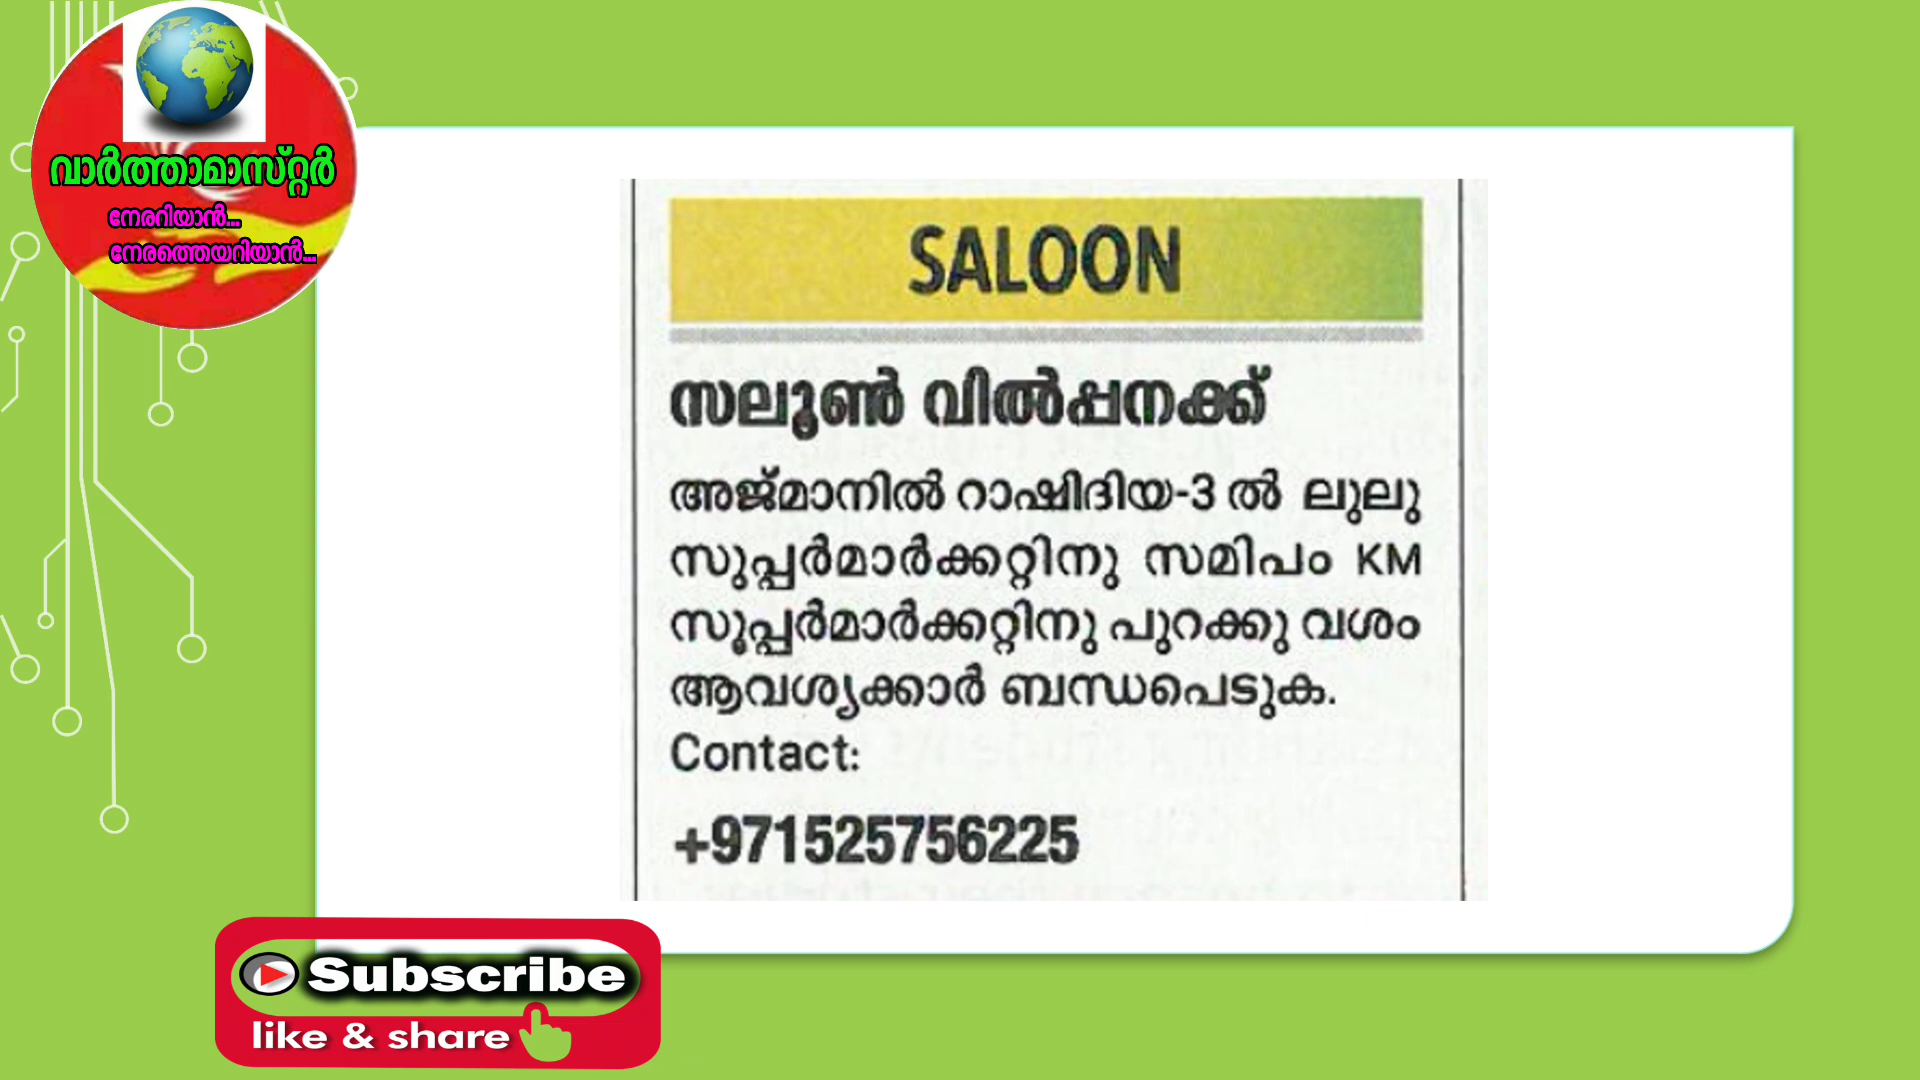 വാർത്താമാസ്റ്റർ
നേരറിയാൻ...
നേരത്തെയറിയാൻ...
SALOON
സലൂൺ വിൽപ്പനക്ക്
അജ്മാനിൽ റാഷിദിയ-3 ൽ ലുലു
സുപ്പർമാർക്കറ്റിനു സമിപം KM
സൂപ്പർമാർക്കറ്റിനു പുറക്കു വശം
ആവശ്യക്കാർ ബന്ധപെടുക.
Contact:
+971525756225
Subscribe
like & share